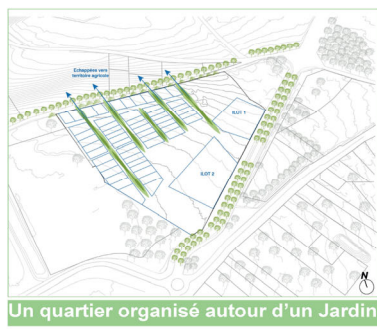 Echappées vers
territoire agricole
ILOT 1
ILOT 2
N
Un quartier organisé autour d'un Jardin